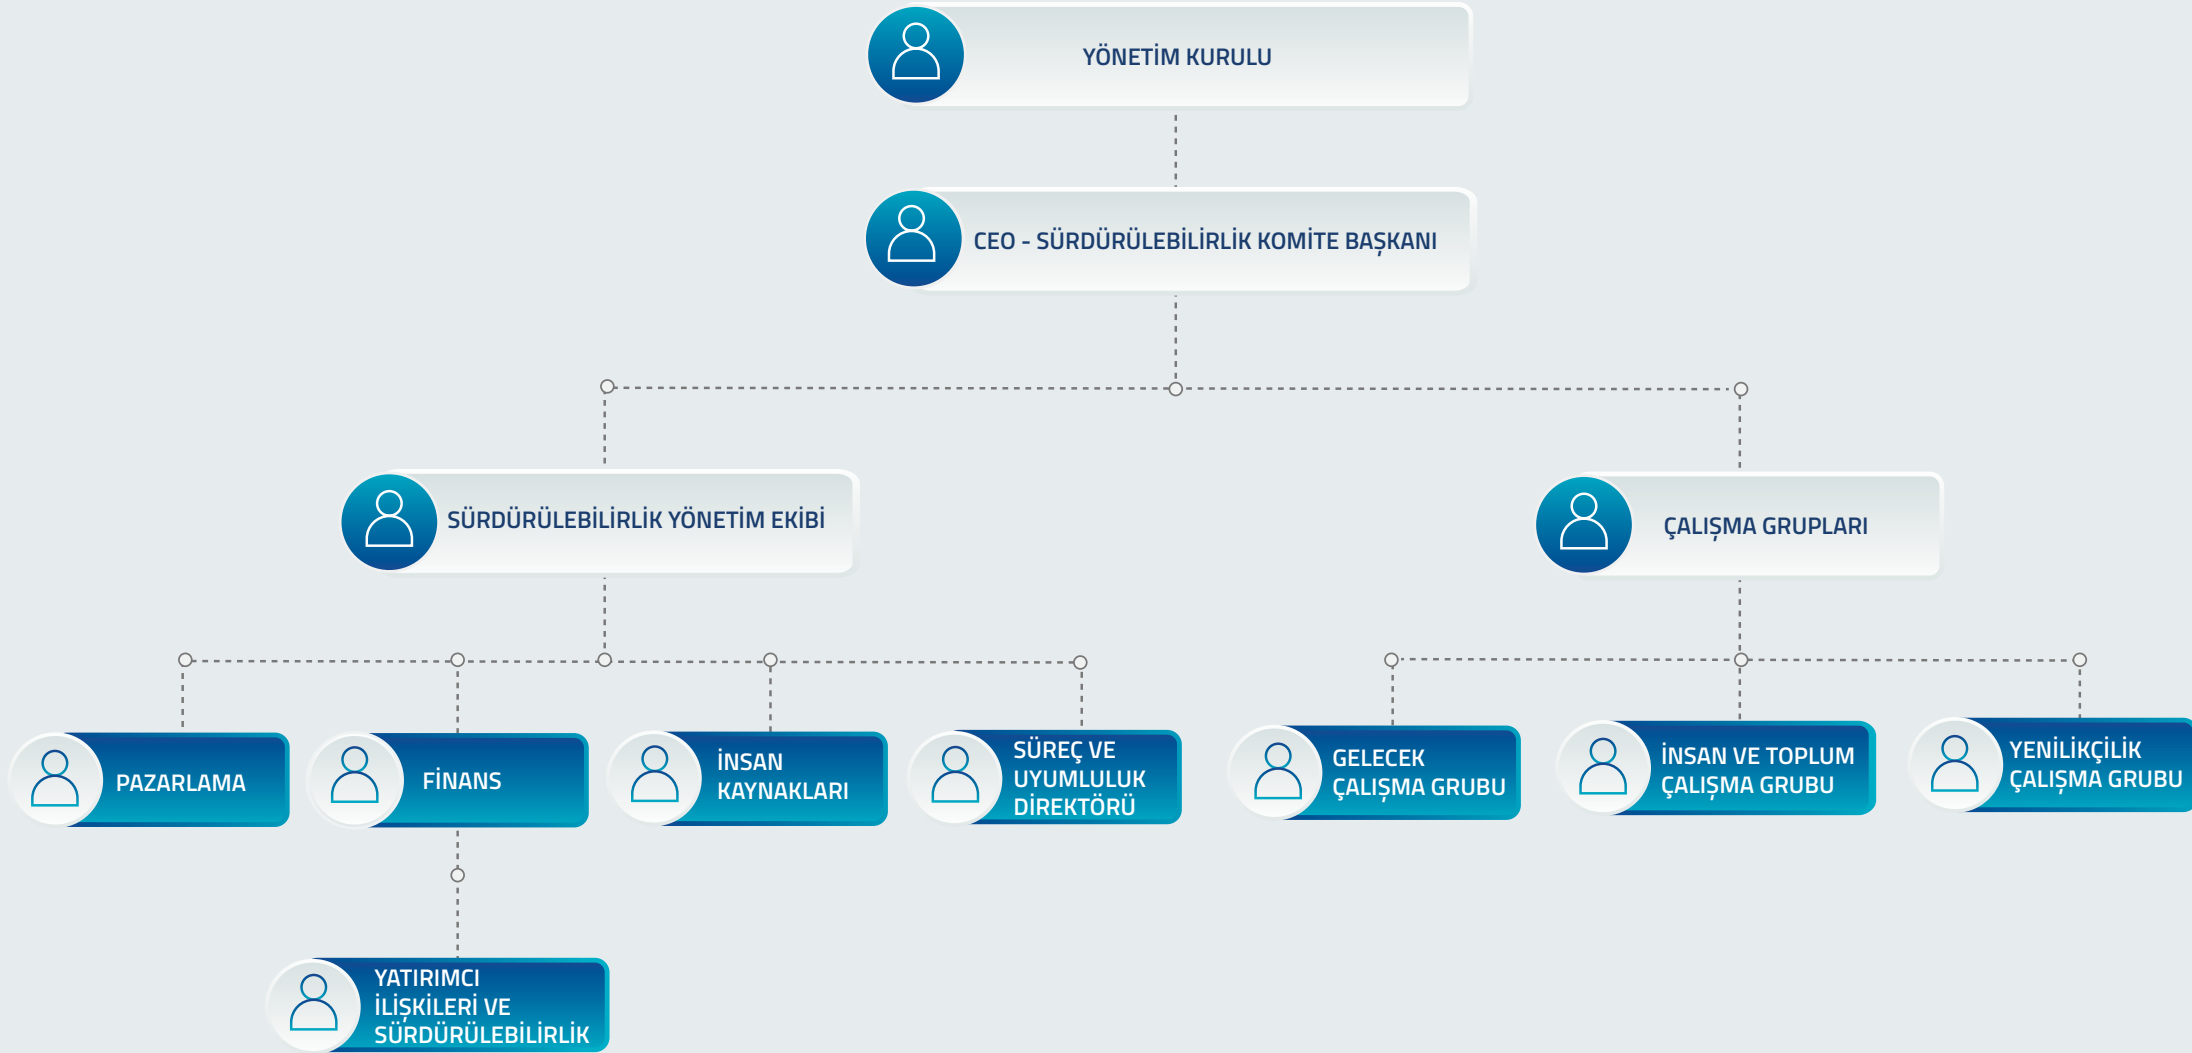 YÖNETİM KURULU
CEO - SÜRDÜRÜLEBİLİRLİK KOMİTE BAŞKANI
SÜRDÜRÜLEBİLİRLİK YÖNETİM EKİBİ
ÇALIŞMA GRUPLARI
PAZARLAMA
FİNANS
İNSAN
KAYNAKLARI
SÜREÇ VE
UYUMLULUK
DİREKTÖRÜ
GELECEK
ÇALIŞMA GRUBU
İNSAN VE TOPLUM
ÇALIŞMA GRUBU
YENİLİKÇİLİK
ÇALIŞMA GRUBU
YATIRIMCI
İLİŞKİLERİ VE
SÜRDÜRÜLEBİLİRLİK